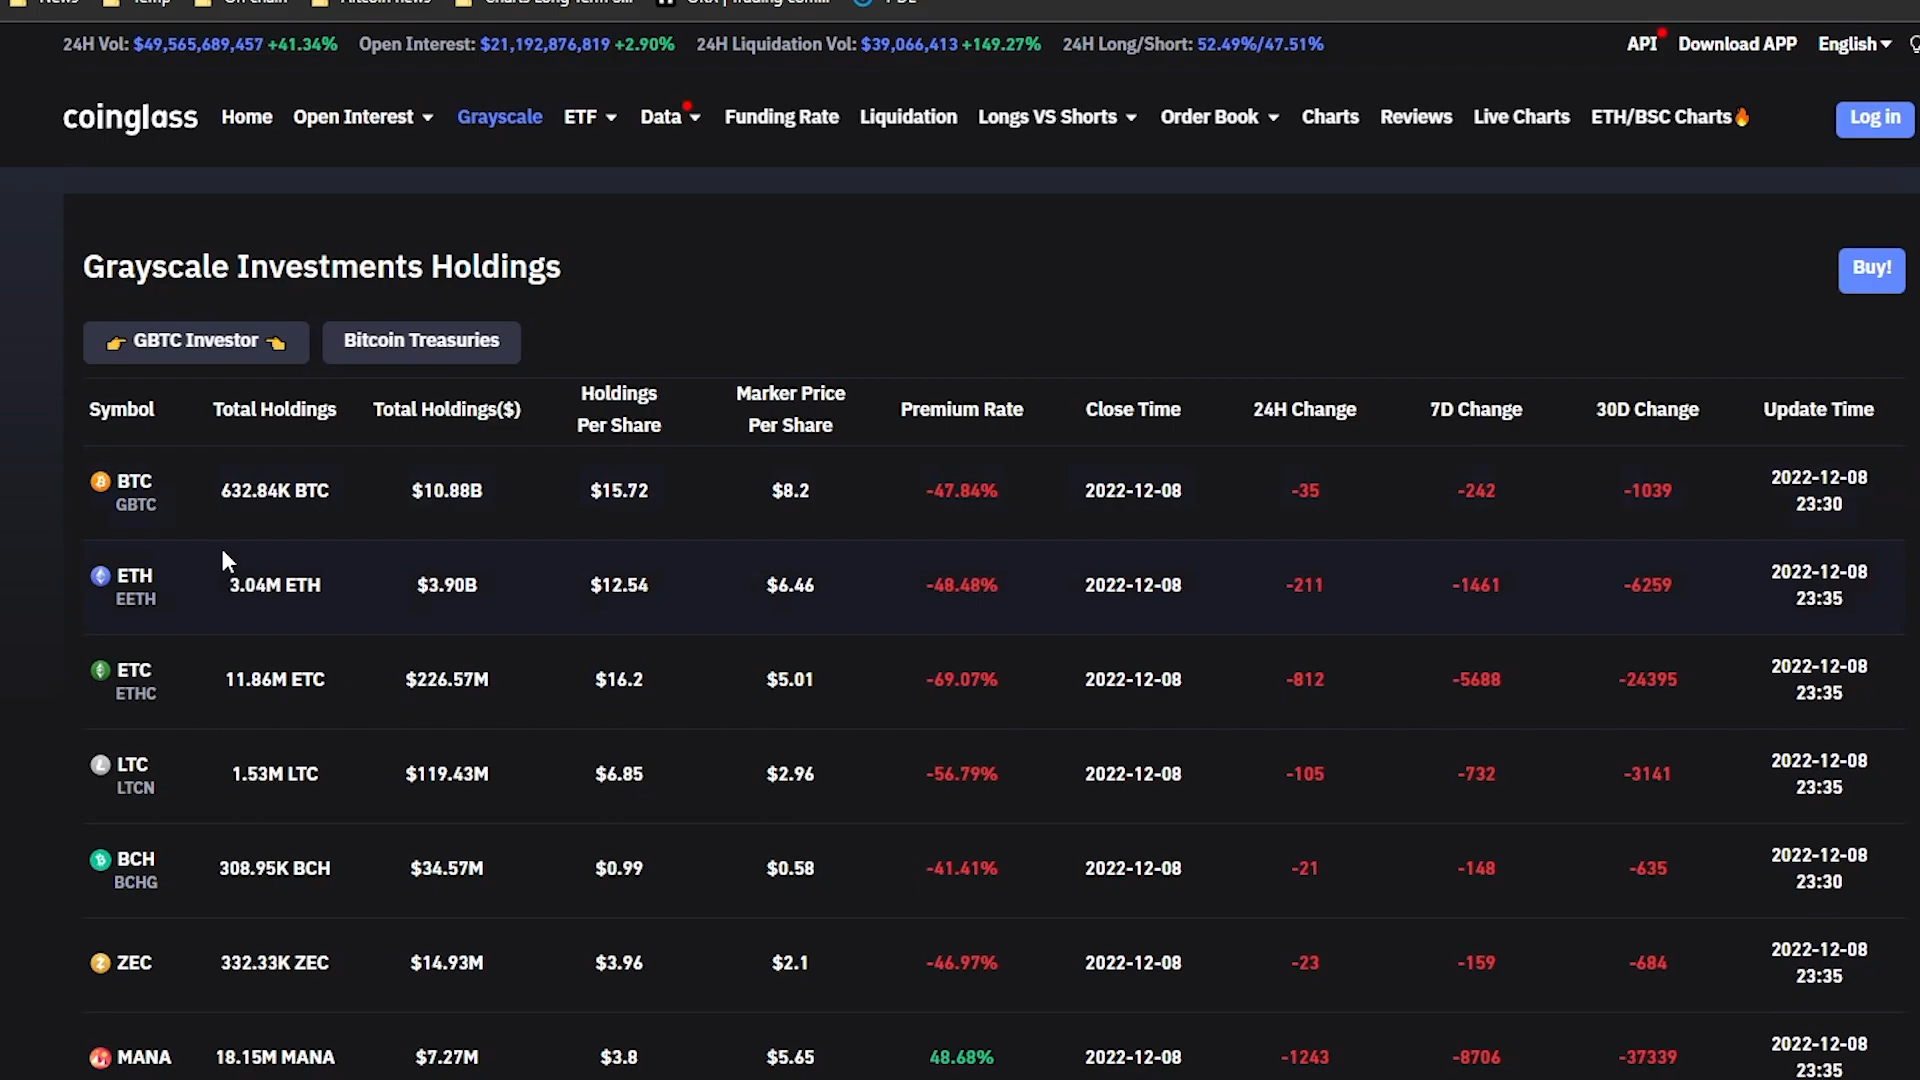 24H Vol: $49,565,689,457 +41.34% Open Interest: $21,192,876,819 +2.90% 24H Liquidation Vol: $39,066,413 +149.27% 24H Long/Short: 52.49%/47.51% API Download APP English
coinglass Home Open Interest Grayscale ETF Data Funding Rate Liquidation Longs VS Shorts Order Book Charts Reviews Live Charts ETH/BSC Charts🔥 Log in
Grayscale Investments Holdings Buy!
👉 GBTC Investor 👈 Bitcoin Treasuries
Symbol Total Holdings Total Holdings($) Holdings Per Share Marker Price Per Share Premium Rate Close Time 24H Change 7D Change 30D Change Update Time
BTC GBTC 632.84K BTC $10.88B $15.72 $8.2 -47.84% 2022-12-08 -35 -242 -1039 2022-12-08 23:30
ETH EETH 3.04M ETH $3.90B $12.54 $6.46 -48.48% 2022-12-08 -211 -1461 -6259 2022-12-08 23:35
ETC ETHC 11.86M ETC $226.57M $16.2 $5.01 -69.07% 2022-12-08 -812 -5688 -24395 2022-12-08 23:35
LTC LTCN 1.53M LTC $119.43M $6.85 $2.96 -56.79% 2022-12-08 -105 -732 -3141 2022-12-08 23:35
BCH BCHG 308.95K BCH $34.57M $0.99 $0.58 -41.41% 2022-12-08 -21 -148 -635 2022-12-08 23:30
ZEC 332.33K ZEC $14.93M $3.96 $2.1 -46.97% 2022-12-08 -23 -159 -684 2022-12-08 23:35
MANA 18.15M MANA $7.27M $3.8 $5.65 48.68% 2022-12-08 -1243 -8706 -37339 2022-12-08 23:35